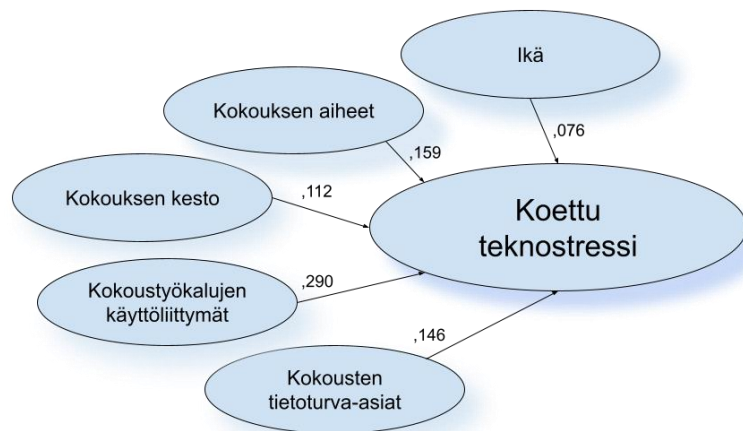 Ikä
,076
Kokouksen aiheet
,159
Kokouksen kesto
,112
Koettu
teknostressi
Kokoustyökalujen
käyttöliittymät
,290
Kokousten
tietoturva-asiat
,146